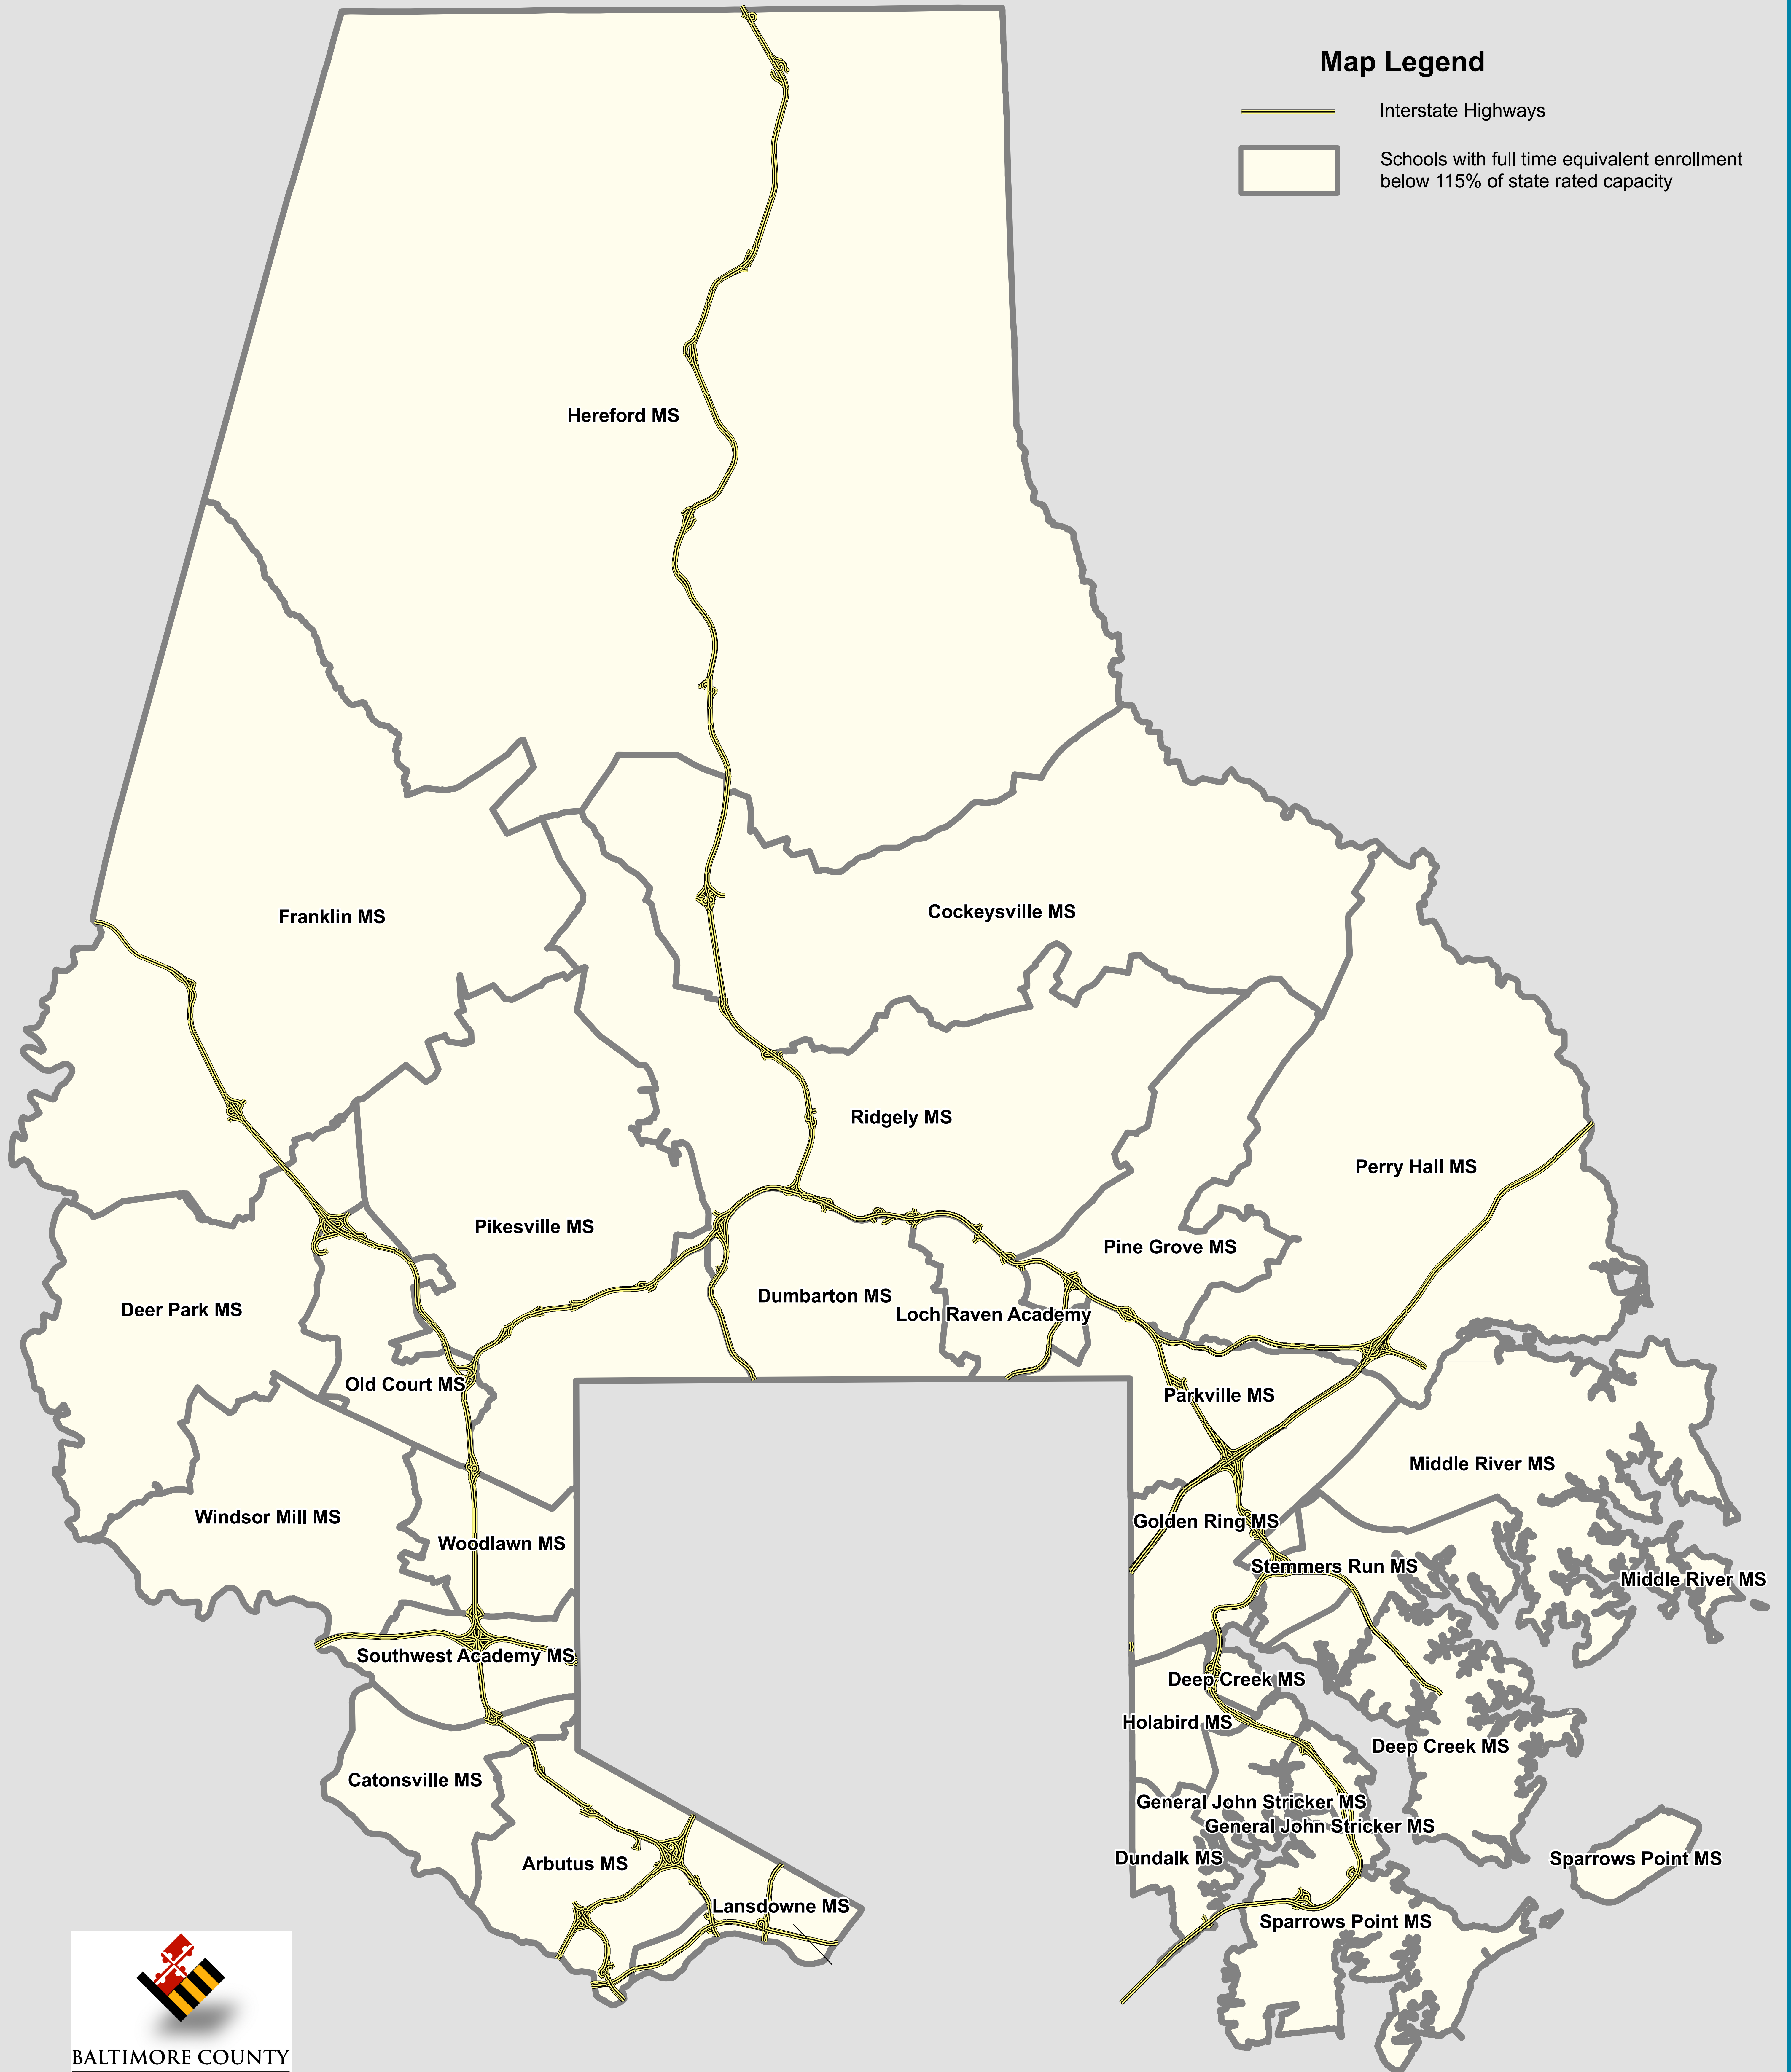 Map Legend
Interstate Highways
Schools with full time equivalent enrollment
below 115% of state rated capacity
Hereford MS
Franklin MS
Cockeysville MS
Ridgely MS
Perry Hall MS
Pikesville MS
Pine Grove MS
Deer Park MS
Dumbarton MS
Loch Raven Academy
Old Court MS
Parkville MS
Middle River MS
Windsor Mill MS
Golden Ring MS
Woodlawn MS
Stemmers Run MS
Middle River MS
Southwest Academy MS
Deep Creek MS
Holabird MS
Deep Creek MS
Catonsville MS
General John Stricker MS
General John Stricker MS
Dundalk MS
Sparrows Point MS
Arbutus MS
Lansdowne MS
Sparrows Point MS
BALTIMORE COUNTY